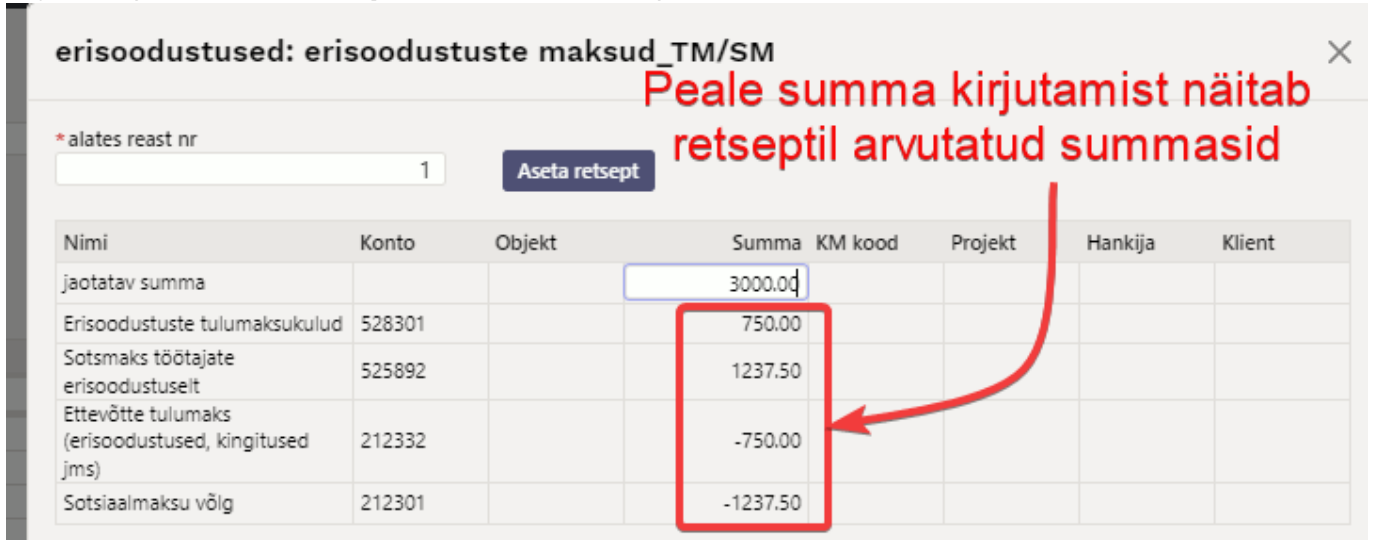 erisoodustused: erisoodustuste maksud_TM/SM
Peale summa kirjutamist näitab
retseptil arvutatud summasid
*alates reast nr
1
Aseta retsept
Nimi Konto Objekt Summa KM kood Projekt Hankija Klient
jaotatav summa 3000.00
Erisoodustuste tulumaksukulud 528301 750.00
Sotsmaks töötajate
erisoodustuselt 525892 1237.50
Ettevõtte tulumaks
(erisoodustused, kingitused 212332 -750.00
jms)
Sotsiaalmaksu võlg 212301 -1237.50